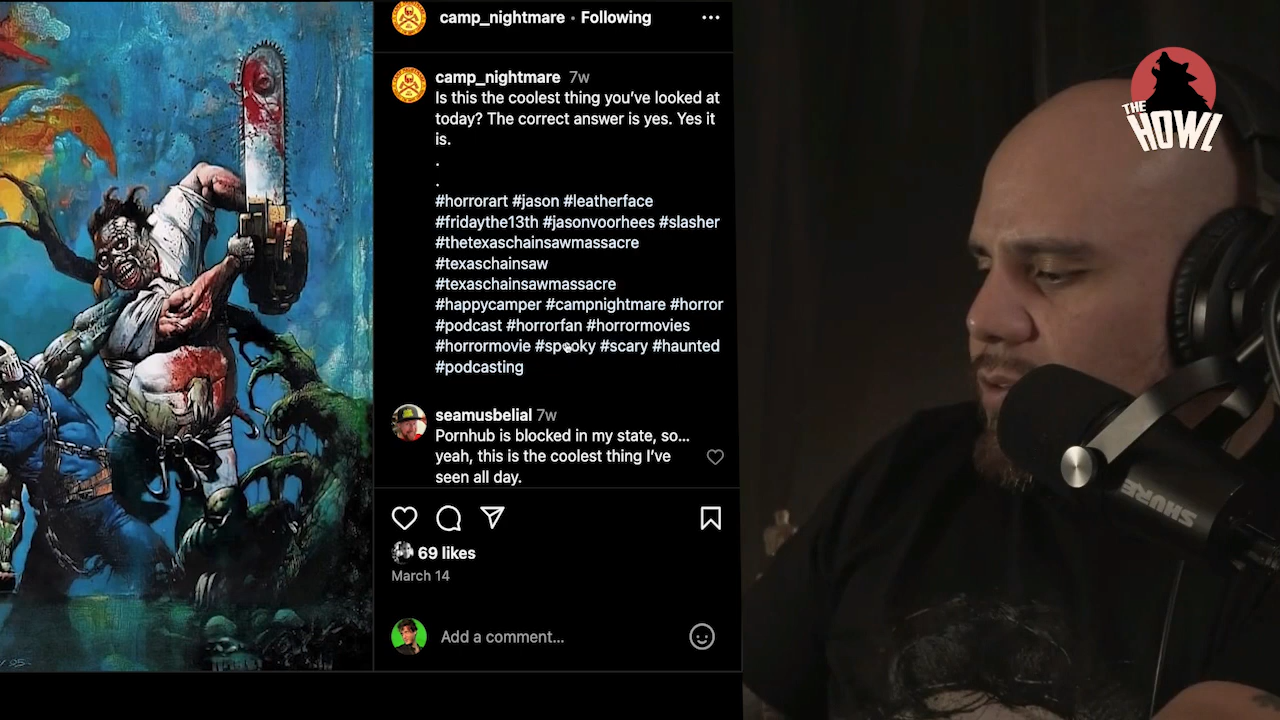 camp_nightmare • Following
camp_nightmare 7w
Is this the coolest thing you've looked at
today? The correct answer is yes. Yes it
is.
.
.
#horrorart #jason #leatherface
#fridaythe13th #jasonvoorhees #slasher
#thetexaschainsawmassacre
#texaschainsaw
#texaschainsawmassacre
#happycamper #campnightmare #horror
#podcast #horrorfan #horrormovies
#horrormovie #spooky #scary #haunted
#podcasting
seamusbelial 7w
Pornhub is blocked in my state, so...
yeah, this is the coolest thing I've
seen all day.
69 likes
March 14
Add a comment...
THE
HOWL
SHURE